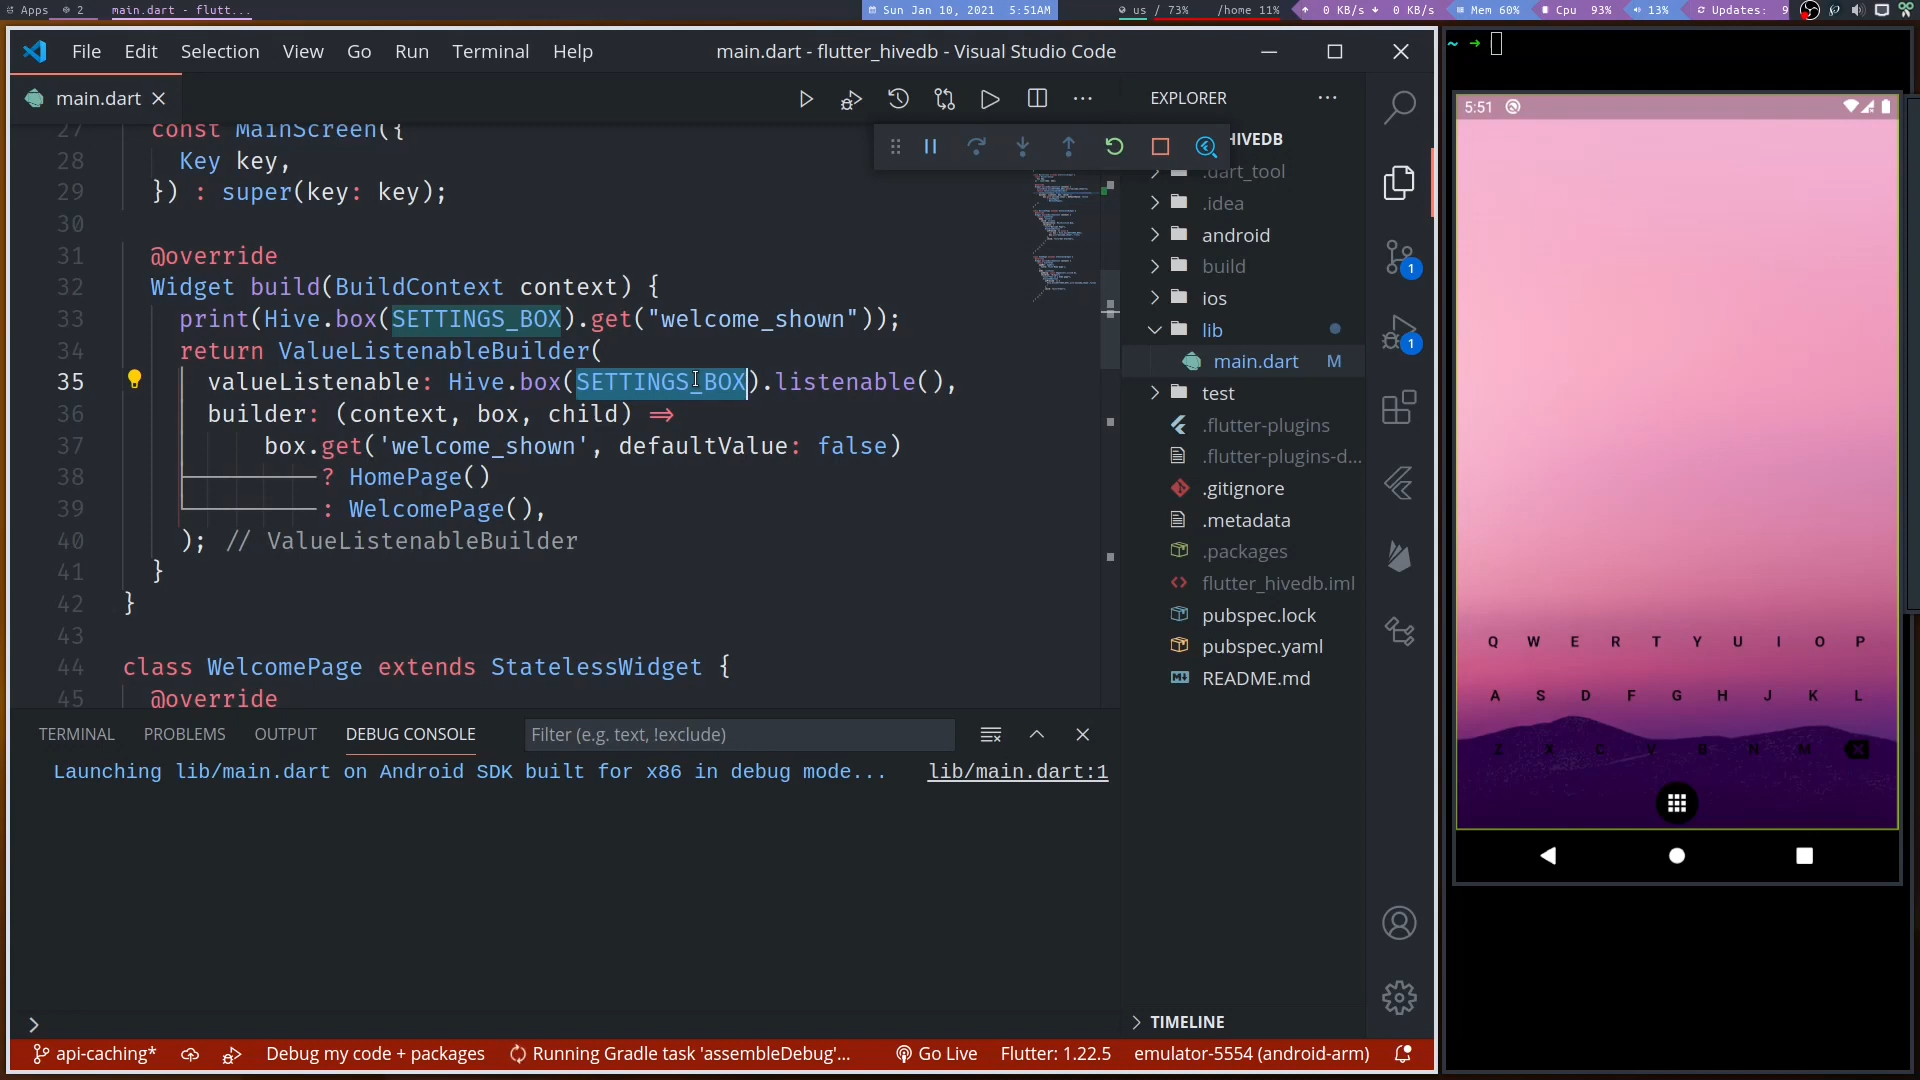 Apps 2 main.dart - flutt... Sun Jan 10, 2021 5:51AM us / 73% /home 11% 0 KB/s 0 KB/s Mem 60% Cpu 93% 13% Updates: 9
File Edit Selection View Go Run Terminal Help main.dart - flutter_hivedb - Visual Studio Code
~ ➜
main.dart
EXPLORER
27 const MainScreen({
28 Key key,
29 }) : super(key: key);
30
31 @override
32 Widget build(BuildContext context) {
33 print(Hive.box(SETTINGS_BOX).get("welcome_shown"));
34 return ValueListenableBuilder(
35 valueListenable: Hive.box(SETTINGS_BOX).listenable(),
36 builder: (context, box, child) =>
37 box.get('welcome_shown', defaultValue: false)
38 ? HomePage()
39 : WelcomePage(),
40 ); // ValueListenableBuilder
41 }
42 }
43
44 class WelcomePage extends StatelessWidget {
45 @override
HIVEDB
.dart_tool
.idea
android
build
ios
lib
main.dart M
test
.flutter-plugins
.flutter-plugins-d...
.gitignore
.metadata
.packages
flutter_hivedb.iml
pubspec.lock
pubspec.yaml
README.md
TIMELINE
1
1
TERMINAL PROBLEMS OUTPUT DEBUG CONSOLE Filter (e.g. text, !exclude)
Launching lib/main.dart on Android SDK built for x86 in debug mode... lib/main.dart:1
api-caching* Debug my code + packages Running Gradle task 'assembleDebug'... Go Live Flutter: 1.22.5 emulator-5554 (android-arm)
5:51
Q W E R T Y U I O P
A S D F G H J K L
Z X C V B N M